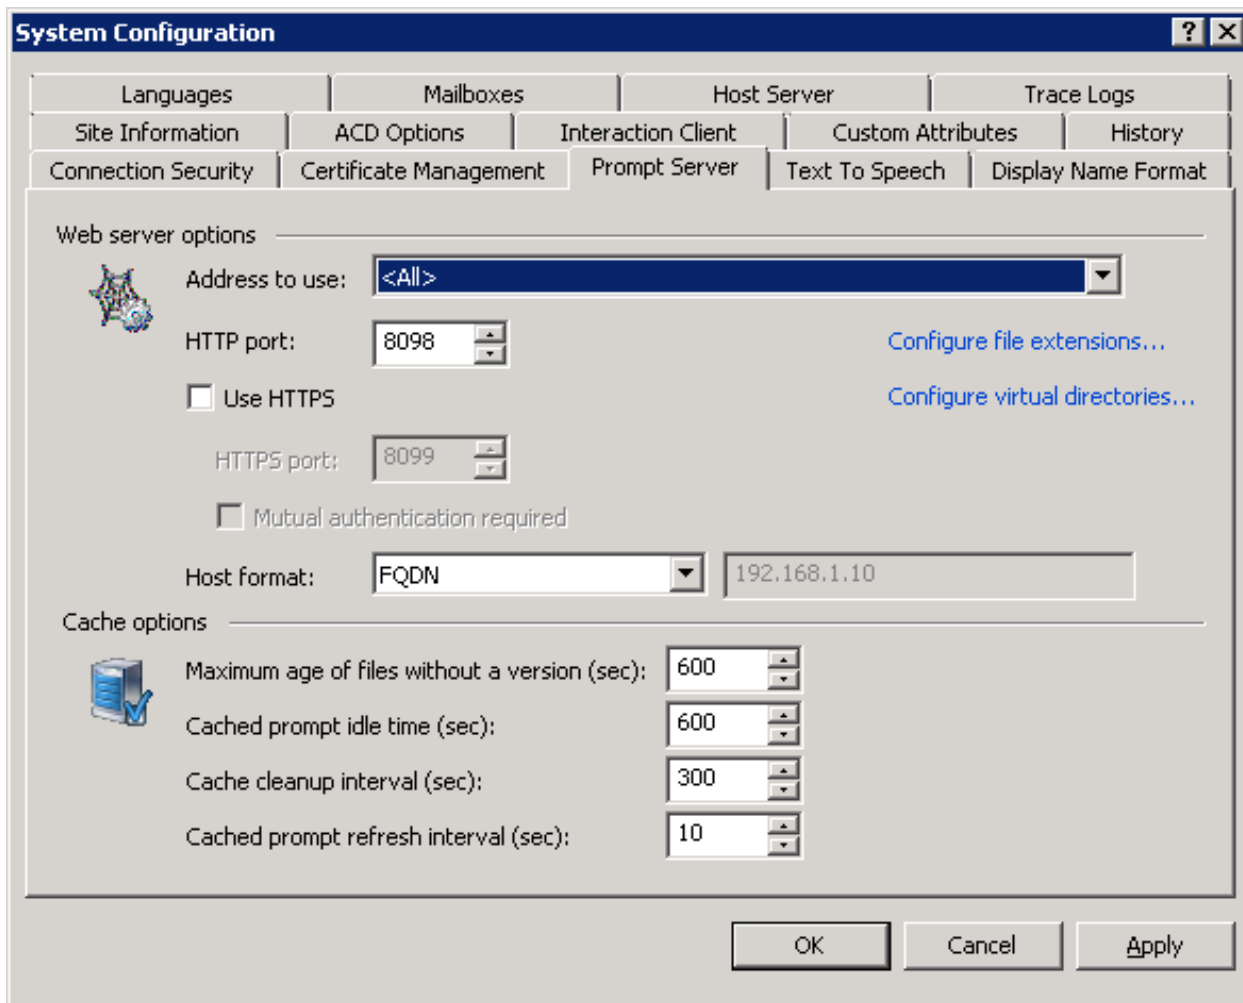 System Configuration
Languages Mailboxes Host Server Trace Logs
Site Information ACD Options Interaction Client Custom Attributes History
Connection Security Certificate Management Prompt Server Text To Speech Display Name Format
Web server options
Address to use: <All>
HTTP port: 8098 Configure file extensions...
Use HTTPS Configure virtual directories...
HTTPS port: 8099
Mutual authentication required
Host format: FQDN 192.168.1.10
Cache options
Maximum age of files without a version (sec): 600
Cached prompt idle time (sec): 600
Cache cleanup interval (sec): 300
Cached prompt refresh interval (sec): 10
OK Cancel Apply